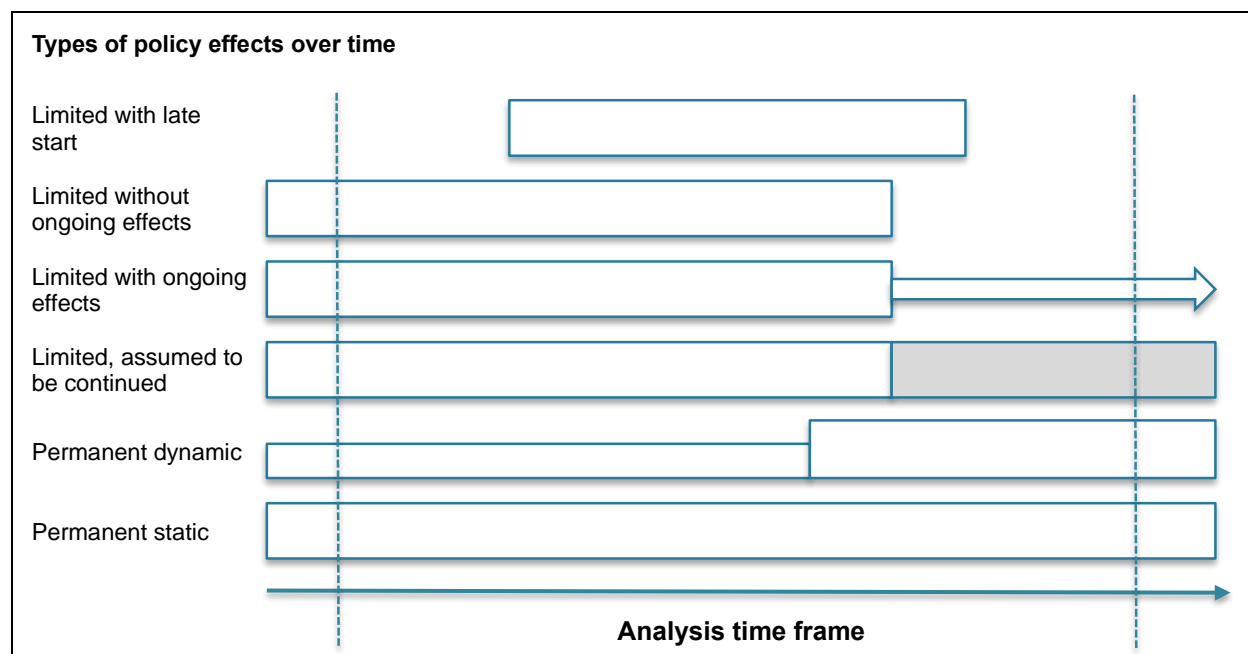 Types of policy effects over time
Limited with late
start
Limited without
ongoing effects
Limited with ongoing
effects
Limited, assumed to
be continued
Permanent dynamic
Permanent static
Analysis time frame